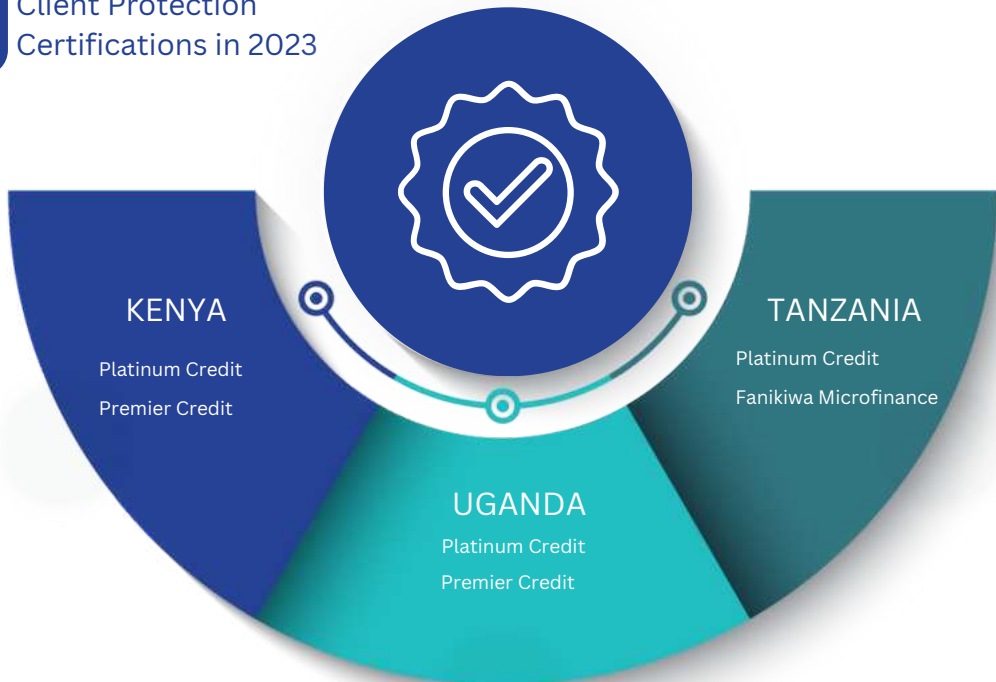 Client Protection
Certifications in 2023
KENYA
Platinum Credit
Premier Credit
UGANDA
Platinum Credit
Premier Credit
TANZANIA
Platinum Credit
Fanikiwa Microfinance